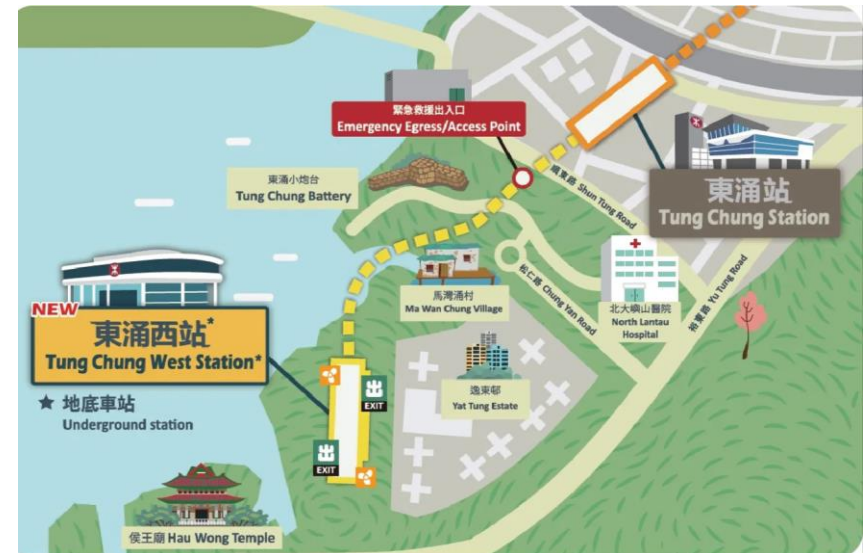 緊急救援出入口
Emergency Egress/Access Point
東涌小炮台
Tung Chung Battery
順東路 Shun Tung Road
東涌站
Tung Chung Station
NEW
東涌西站*
Tung Chung West Station*
★ 地底車站
Underground station
馬灣涌村
Ma Wan Chung Village
松仁路 Chung Yan Road
北大嶼山醫院
North Lantau
Hospital
裕東路 Yu Tung Road
逸東邨
Yat Tung Estate
出
EXIT
出
EXIT
侯王廟 Hau Wong Temple